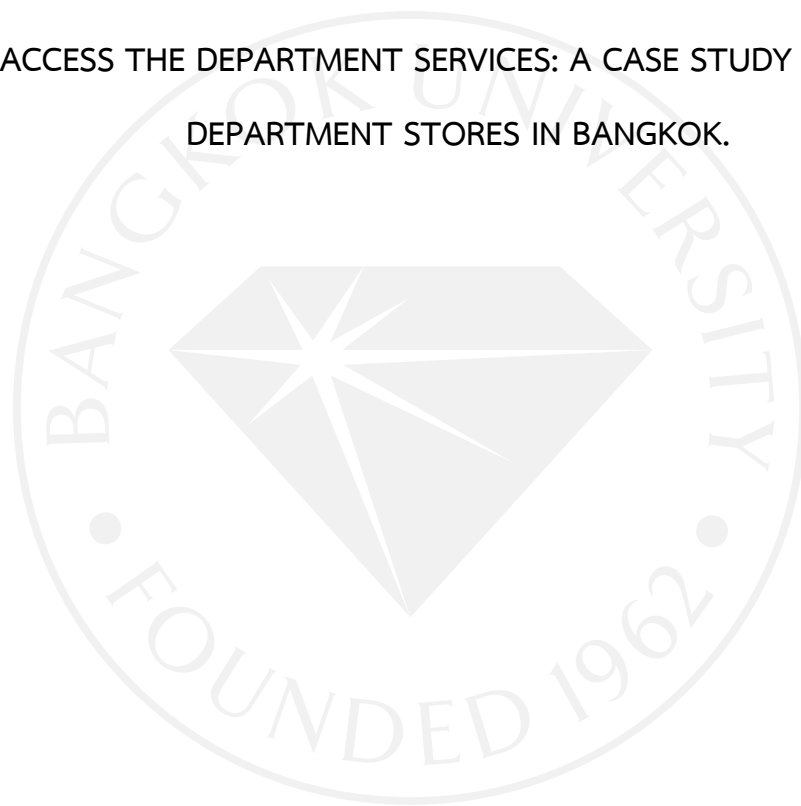 ACCESS THE DEPARTMENT SERVICES: A CASE STUDY
DEPARTMENT STORES IN BANGKOK.
BANGKOK UNIVERSITY
FOUNDED 1962